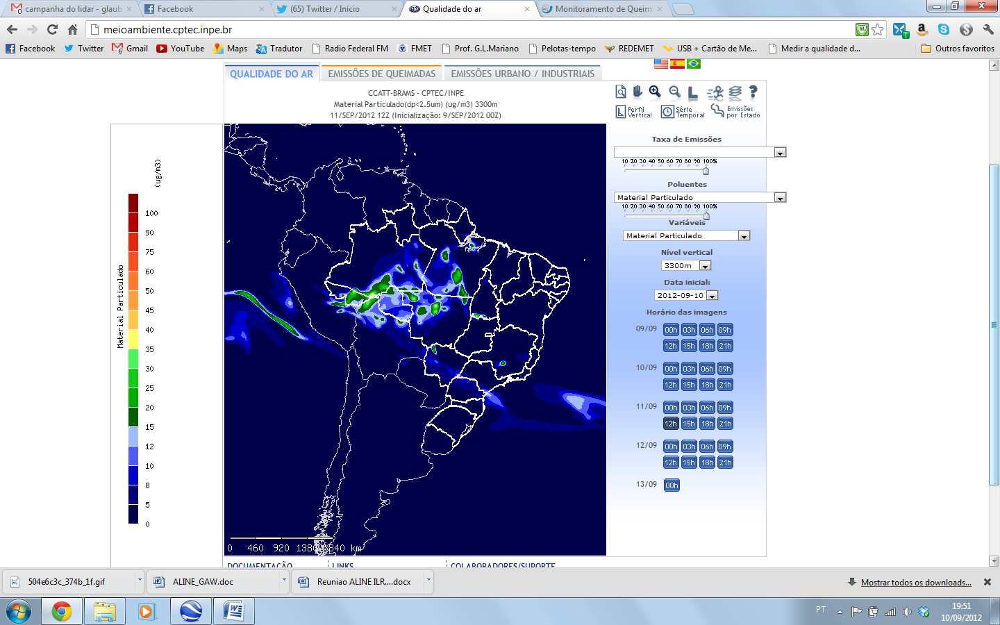 campanha do lidar - glaub
Facebook
(65) Twitter / Início
Qualidade do ar
Monitoramento de Queim
meioambiente.cptec.inpe.br
Facebook
Twitter
Gmail
YouTube
Maps
Tradutor
Radio Federal FM
FMET
Prof. G.L.Mariano
Pelotas-tempo
REDEMET
USB + Cartão de Me...
Medir a qualidade d...
Outros favoritos
QUALIDADE DO AR
EMISSÕES DE QUEIMADAS
EMISSÕES URBANO / INDUSTRIAIS
CCATT-BRAMS - CPTEC/INPE
Material Particulado(dp<2.5um) (ug/m3) 3300m
11/SEP/2012 12Z (Inicialização: 9/SEP/2012 00Z)
Perfil
Vertical
Série
Temporal
Emissões
por Estado
(ug/m3)
Material Particulado
100
90
75
60
50
45
40
35
30
25
20
15
12
10
8
5
0
0 460 920 1380 1840 km
Taxa de Emissões
10 20 30 40 50 60 70 80 90 100%
Poluentes
Material Particulado
10 20 30 40 50 60 70 80 90 100%
Variáveis
Material Particulado
Nível vertical
3300m
Data inicial:
2012-09-10
Horário das imagens
09/09 00h 03h 06h 09h
12h 15h 18h 21h
10/09 00h 03h 06h 09h
12h 15h 18h 21h
11/09 00h 03h 06h 09h
12h 15h 18h 21h
12/09 00h 03h 06h 09h
12h 15h 18h 21h
13/09 00h
DOCUMENTAÇÃO
LINKS
COLABORADORES/SUPORTE
504e6c3c_374b_1f.gif
ALINE_GAW.doc
Reuniao ALINE ILR....docx
Mostrar todos os downloads...
PT
19:51
10/09/2012